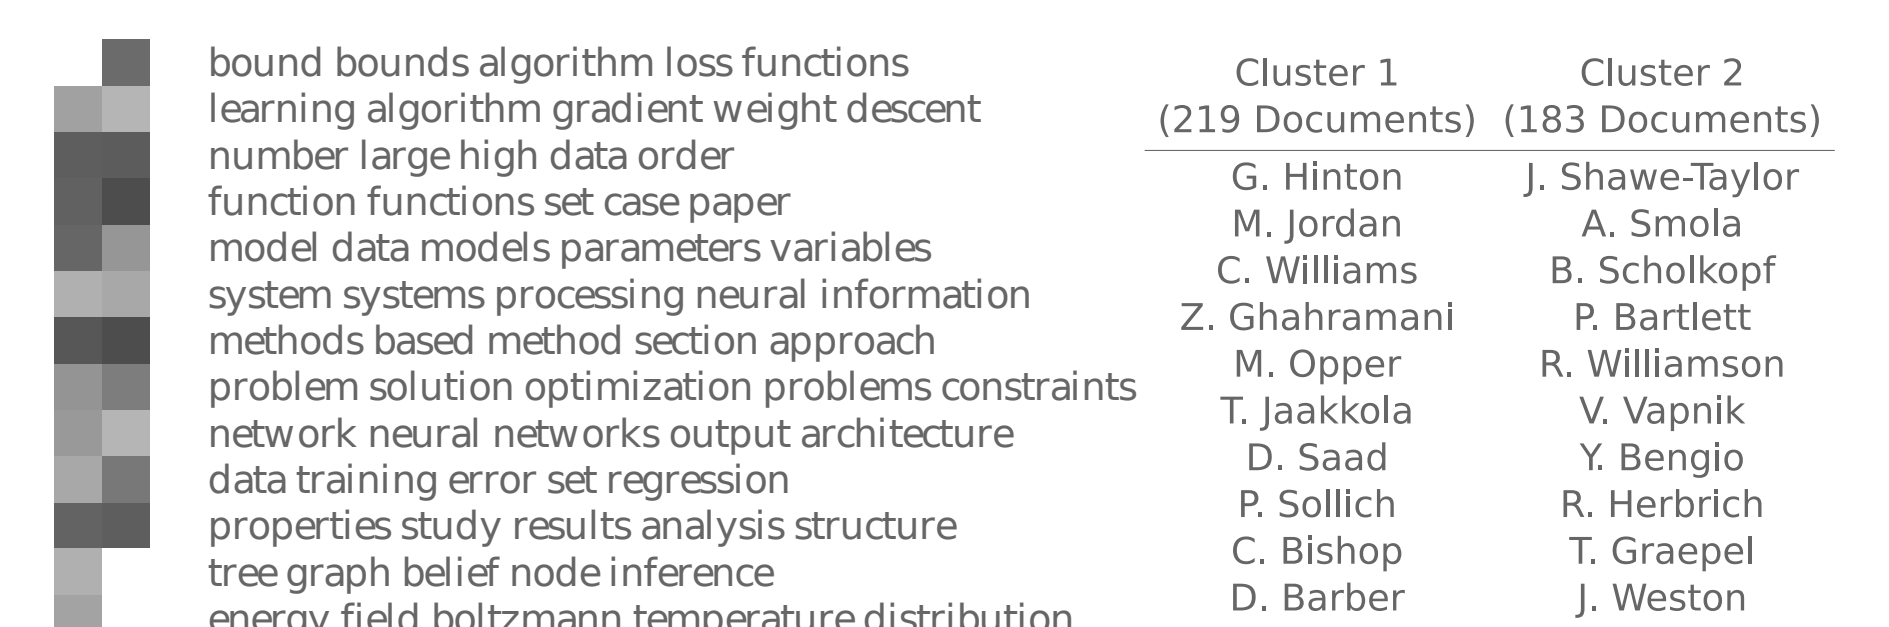 bound bounds algorithm loss functions
learning algorithm gradient weight descent
number large high data order
function functions set case paper
model data models parameters variables
system systems processing neural information
methods based method section approach
problem solution optimization problems constraints
network neural networks output architecture
data training error set regression
properties study results analysis structure
tree graph belief node inference
energy field boltzmann temperature distribution
Cluster 1 Cluster 2
(219 Documents) (183 Documents)
G. Hinton J. Shawe-Taylor
M. Jordan A. Smola
C. Williams B. Scholkopf
Z. Ghahramani P. Bartlett
M. Opper R. Williamson
T. Jaakkola V. Vapnik
D. Saad Y. Bengio
P. Sollich R. Herbrich
C. Bishop T. Graepel
D. Barber J. Weston